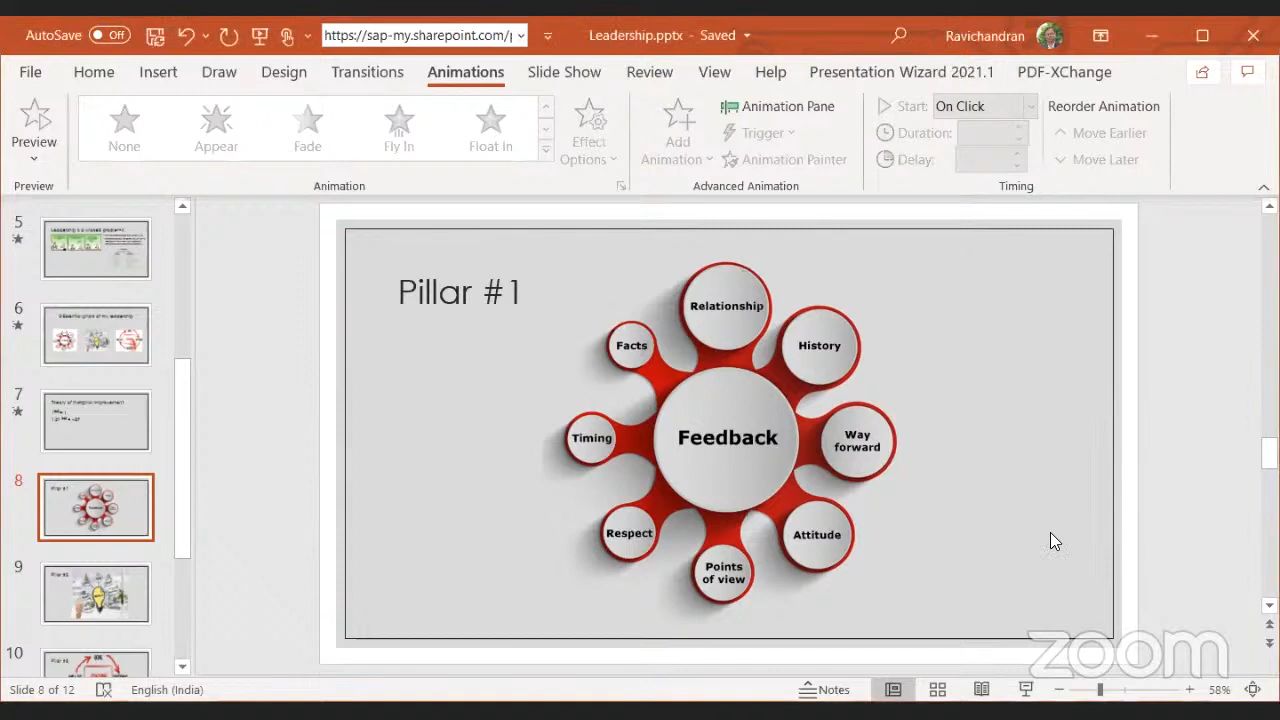 AutoSave Off https://sap-my.sharepoint.com/ Leadership.pptx - Saved Ravichandran
File Home Insert Draw Design Transitions Animations Slide Show Review View Help Presentation Wizard 2021.1 PDF-XChange
Preview
None Appear Fade Fly In Float In
Effect Options
Add Animation
Animation Pane
Trigger
Animation Painter
Start: On Click
Duration:
Delay:
Reorder Animation
Move Earlier
Move Later
Preview Animation Advanced Animation Timing
5
6
7
8
9
10
Pillar #1
Relationship
Facts
History
Feedback
Timing
Way
forward
Respect
Attitude
Points
of view
zoom
Slide 8 of 12 English (India) Notes 58%